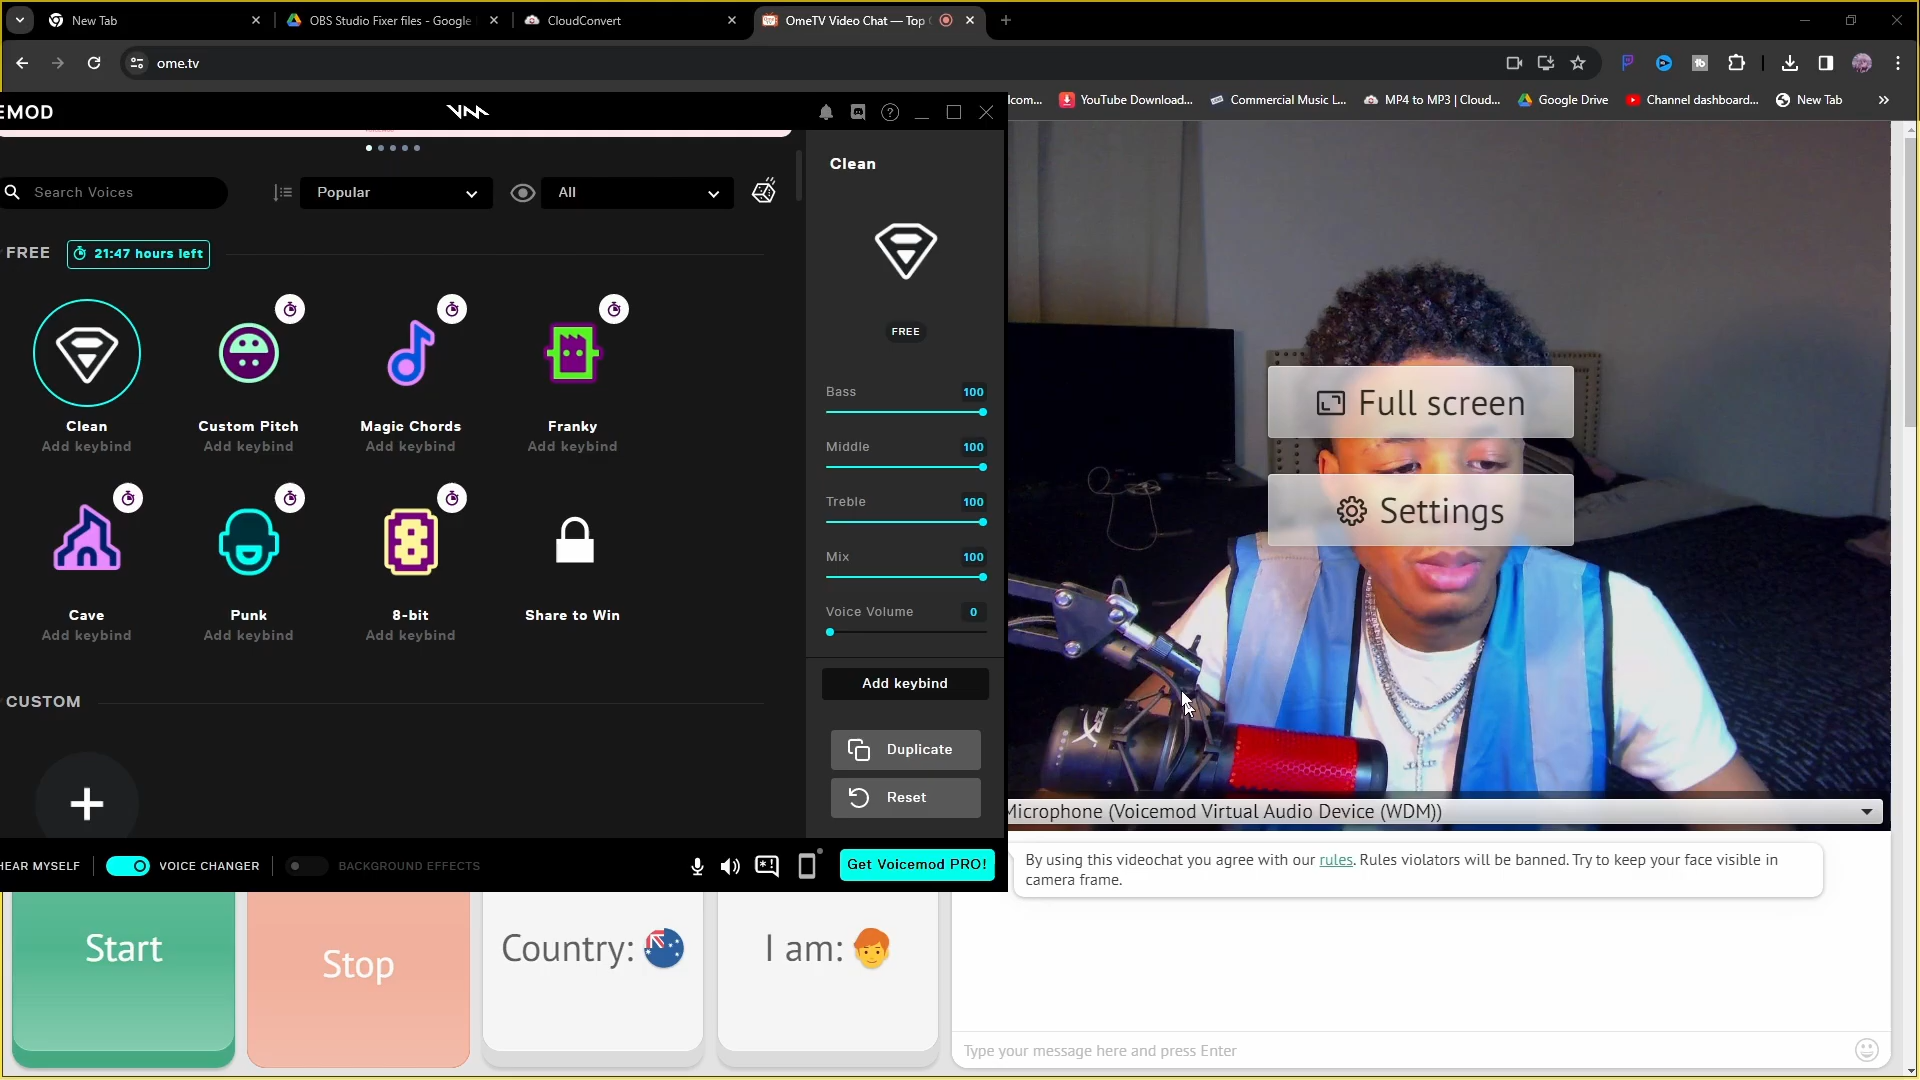 New Tab
OBS Studio Fixer files - Google
CloudConvert
OmeTV Video Chat — Top
ome.tv
EMOD
lcom...
YouTube Download...
Commercial Music L...
MP4 to MP3 | Cloud...
Google Drive
Channel dashboard...
New Tab
»
Search Voices
Popular
All
Clean
FREE
21:47 hours left
FREE
Clean
Add keybind
Custom Pitch
Add keybind
Magic Chords
Add keybind
Franky
Add keybind
Cave
Add keybind
Punk
Add keybind
8-bit
Add keybind
Share to Win
Bass 100
Middle 100
Treble 100
Mix 100
Voice Volume 0
Add keybind
Duplicate
Reset
CUSTOM
HEAR MYSELF
VOICE CHANGER
BACKGROUND EFFECTS
Get Voicemod PRO!
Full screen
Settings
Microphone (Voicemod Virtual Audio Device (WDM))
By using this videochat you agree with our rules. Rules violators will be banned. Try to keep your face visible in
camera frame.
Start
Stop
Country:
I am:
Type your message here and press Enter